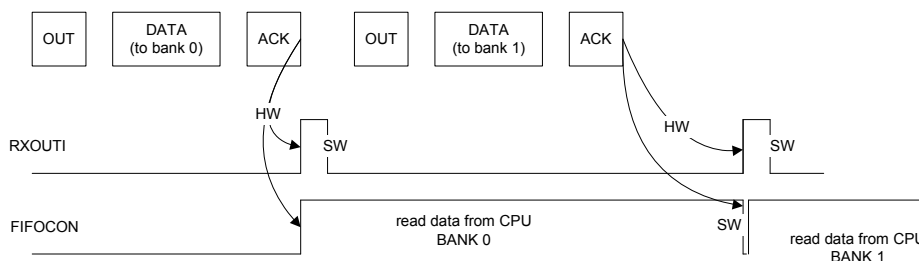 OUT
DATA
(to bank 0)
ACK
OUT
DATA
(to bank 1)
ACK
HW
HW
RXOUTI
SW
SW
FIFOCON
read data from CPU
BANK 0
SW
read data from CPU
BANK 1